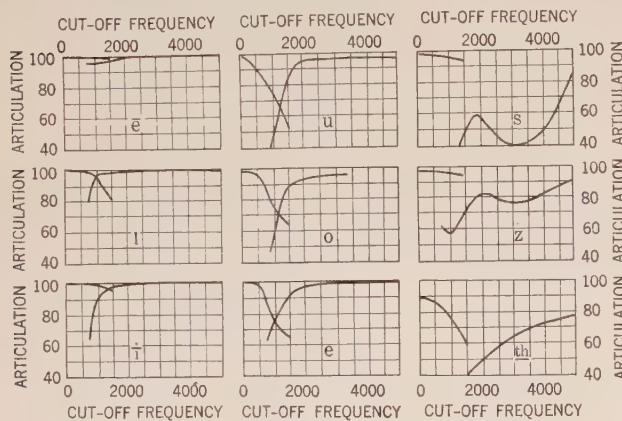 CUT-OFF FREQUENCY CUT-OFF FREQUENCY CUT-OFF FREQUENCY
0 2000 4000 0 2000 4000 0 2000 4000
ARTICULATION 100 80 60 40 ē u s 100 80 60 40 ARTICULATION
ARTICULATION 100 80 60 40 l o z 100 80 60 40 ARTICULATION
ARTICULATION 100 80 60 40 i e th 100 80 60 40 ARTICULATION
0 2000 4000 0 2000 4000 0 2000 4000
CUT-OFF FREQUENCY CUT-OFF FREQUENCY CUT-OFF FREQUENCY